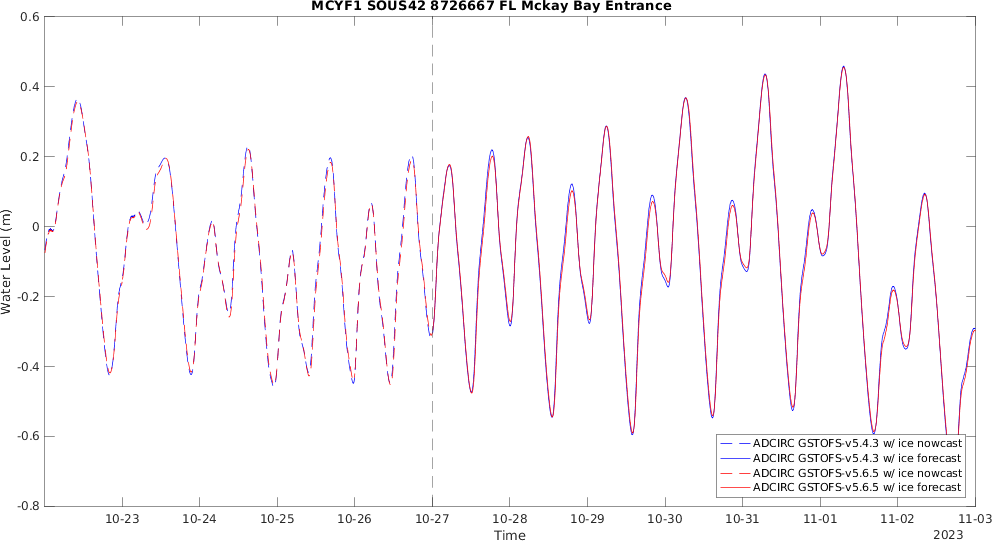 MCYF1 SOUS42 8726667 FL Mckay Bay Entrance
0.6
0.4
0.2
0
-0.2
-0.4
-0.6
-0.8
Water Level (m)
ADCIRC GSTOFS-v5.4.3 w/ ice nowcast
ADCIRC GSTOFS-v5.4.3 w/ ice forecast
ADCIRC GSTOFS-v5.6.5 w/ ice nowcast
ADCIRC GSTOFS-v5.6.5 w/ ice forecast
10-23 10-24 10-25 10-26 10-27 10-28 10-29 10-30 10-31 11-01 11-02 11-03
Time 2023